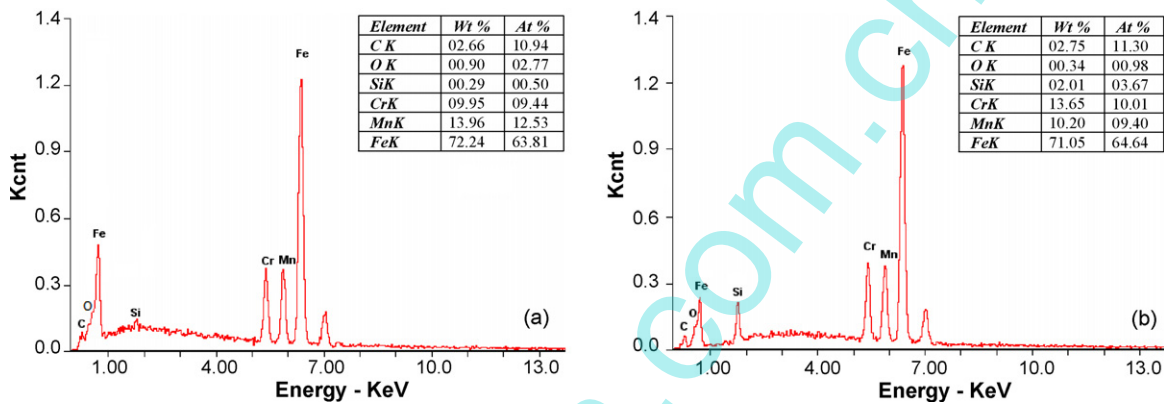 1.4
1.2
0.9
0.6
0.3
0.0
Kcnt
Element Wt % At %
C K 02.66 10.94
O K 00.90 02.77
SiK 00.29 00.50
CrK 09.95 09.44
MnK 13.96 12.53
FeK 72.24 63.81
Fe
Fe
O
C
Si
Cr
Mn
(a)
1.00 4.00 7.00 10.0 13.0
Energy - KeV
1.4
1.2
0.9
0.6
0.3
0.0
Kcnt
Element Wt % At %
C K 02.75 11.30
O K 00.34 00.98
SiK 02.01 03.67
CrK 13.65 10.01
MnK 10.20 09.40
FeK 71.05 64.64
Fe
Cr
Mn
Fe
Si
O
C
(b)
1.00 4.00 7.00 10.0 13.0
Energy - KeV